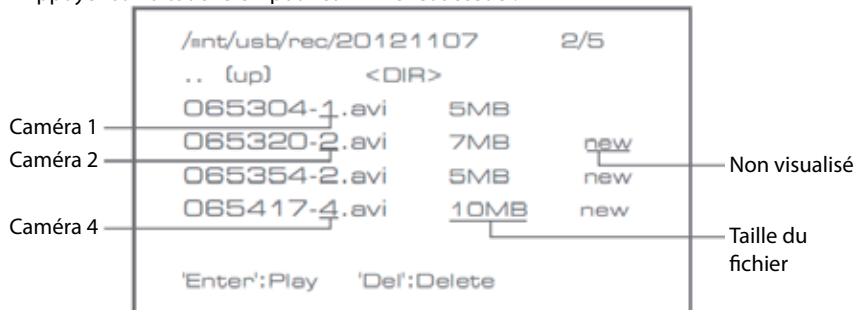 /mnt/usb/rec/20121107 2/5
.. (up) <DIR>
065304-1.avi 5MB
Caméra 1
065320-2.avi 7MB new
Caméra 2
Non visualisé
065354-2.avi 5MB new
065417-4.avi 10MB new
Caméra 4
Taille du
fichier
'Enter':Play 'Del':Delete